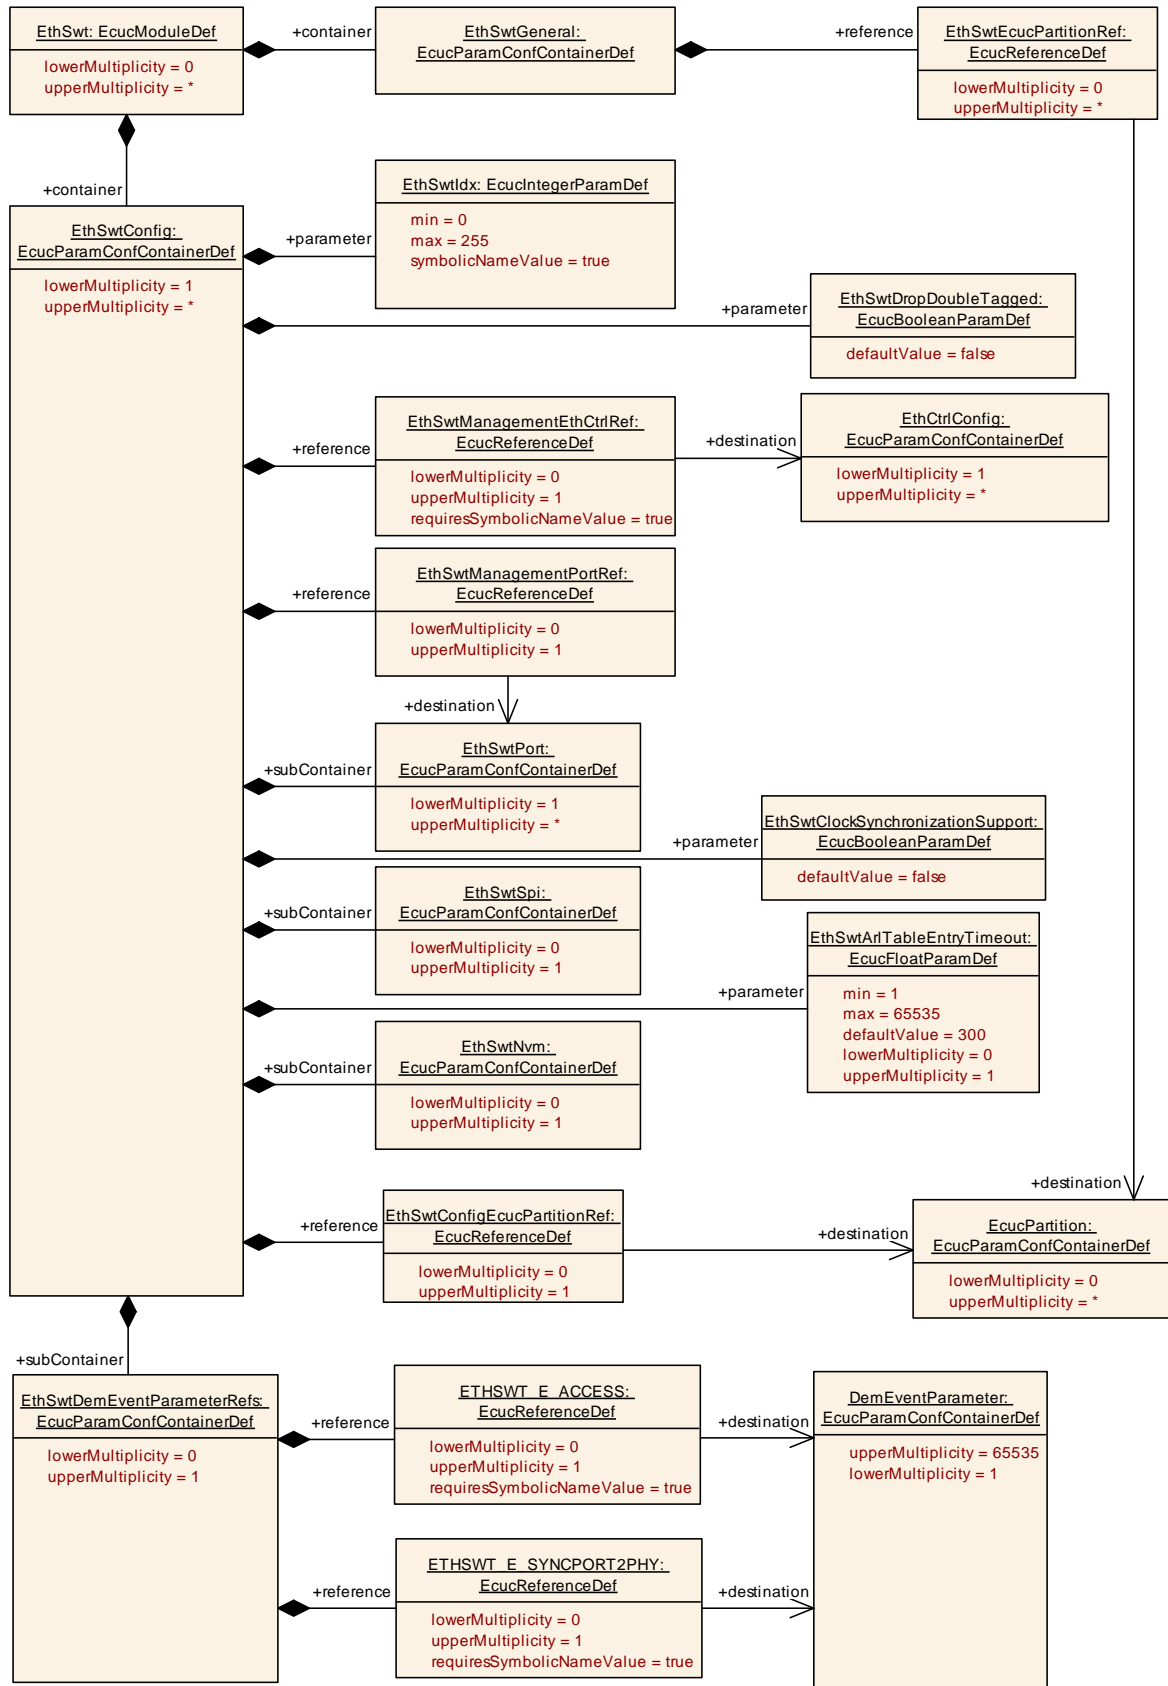 EthSwt: EcucModuleDef
lowerMultiplicity = 0
upperMultiplicity = *
+container
EthSwtGeneral:
EcucParamConfContainerDef
+reference
EthSwtEcucPartitionRef:
EcucReferenceDef
lowerMultiplicity = 0
upperMultiplicity = *
+container
EthSwtConfig:
EcucParamConfContainerDef
lowerMultiplicity = 1
upperMultiplicity = *
+parameter
EthSwtIdx: EcucIntegerParamDef
min = 0
max = 255
symbolicNameValue = true
+parameter
EthSwtDropDoubleTagged:
EcucBooleanParamDef
defaultValue = false
+reference
EthSwtManagementEthCtrlRef:
EcucReferenceDef
lowerMultiplicity = 0
upperMultiplicity = 1
requiresSymbolicNameValue = true
+destination
EthCtrlConfig:
EcucParamConfContainerDef
lowerMultiplicity = 1
upperMultiplicity = *
+reference
EthSwtManagementPortRef:
EcucReferenceDef
lowerMultiplicity = 0
upperMultiplicity = 1
+destination
+subContainer
EthSwtPort:
EcucParamConfContainerDef
lowerMultiplicity = 1
upperMultiplicity = *
+parameter
EthSwtClockSynchronizationSupport:
EcucBooleanParamDef
defaultValue = false
+subContainer
EthSwtSpi:
EcucParamConfContainerDef
lowerMultiplicity = 0
upperMultiplicity = 1
+parameter
EthSwtArlTableEntryTimeout:
EcucFloatParamDef
min = 1
max = 65535
defaultValue = 300
lowerMultiplicity = 0
upperMultiplicity = 1
+subContainer
EthSwtNvm:
EcucParamConfContainerDef
lowerMultiplicity = 0
upperMultiplicity = 1
+destination
+reference
EthSwtConfigEcucPartitionRef:
EcucReferenceDef
lowerMultiplicity = 0
upperMultiplicity = 1
+destination
EcucPartition:
EcucParamConfContainerDef
lowerMultiplicity = 0
upperMultiplicity = *
+subContainer
EthSwtDemEventParameterRefs:
EcucParamConfContainerDef
lowerMultiplicity = 0
upperMultiplicity = 1
+reference
ETHSWT_E_ACCESS:
EcucReferenceDef
lowerMultiplicity = 0
upperMultiplicity = 1
requiresSymbolicNameValue = true
+destination
DemEventParameter:
EcucParamConfContainerDef
upperMultiplicity = 65535
lowerMultiplicity = 1
+reference
ETHSWT_E_SYNCPORT2PHY:
EcucReferenceDef
lowerMultiplicity = 0
upperMultiplicity = 1
requiresSymbolicNameValue = true
+destination